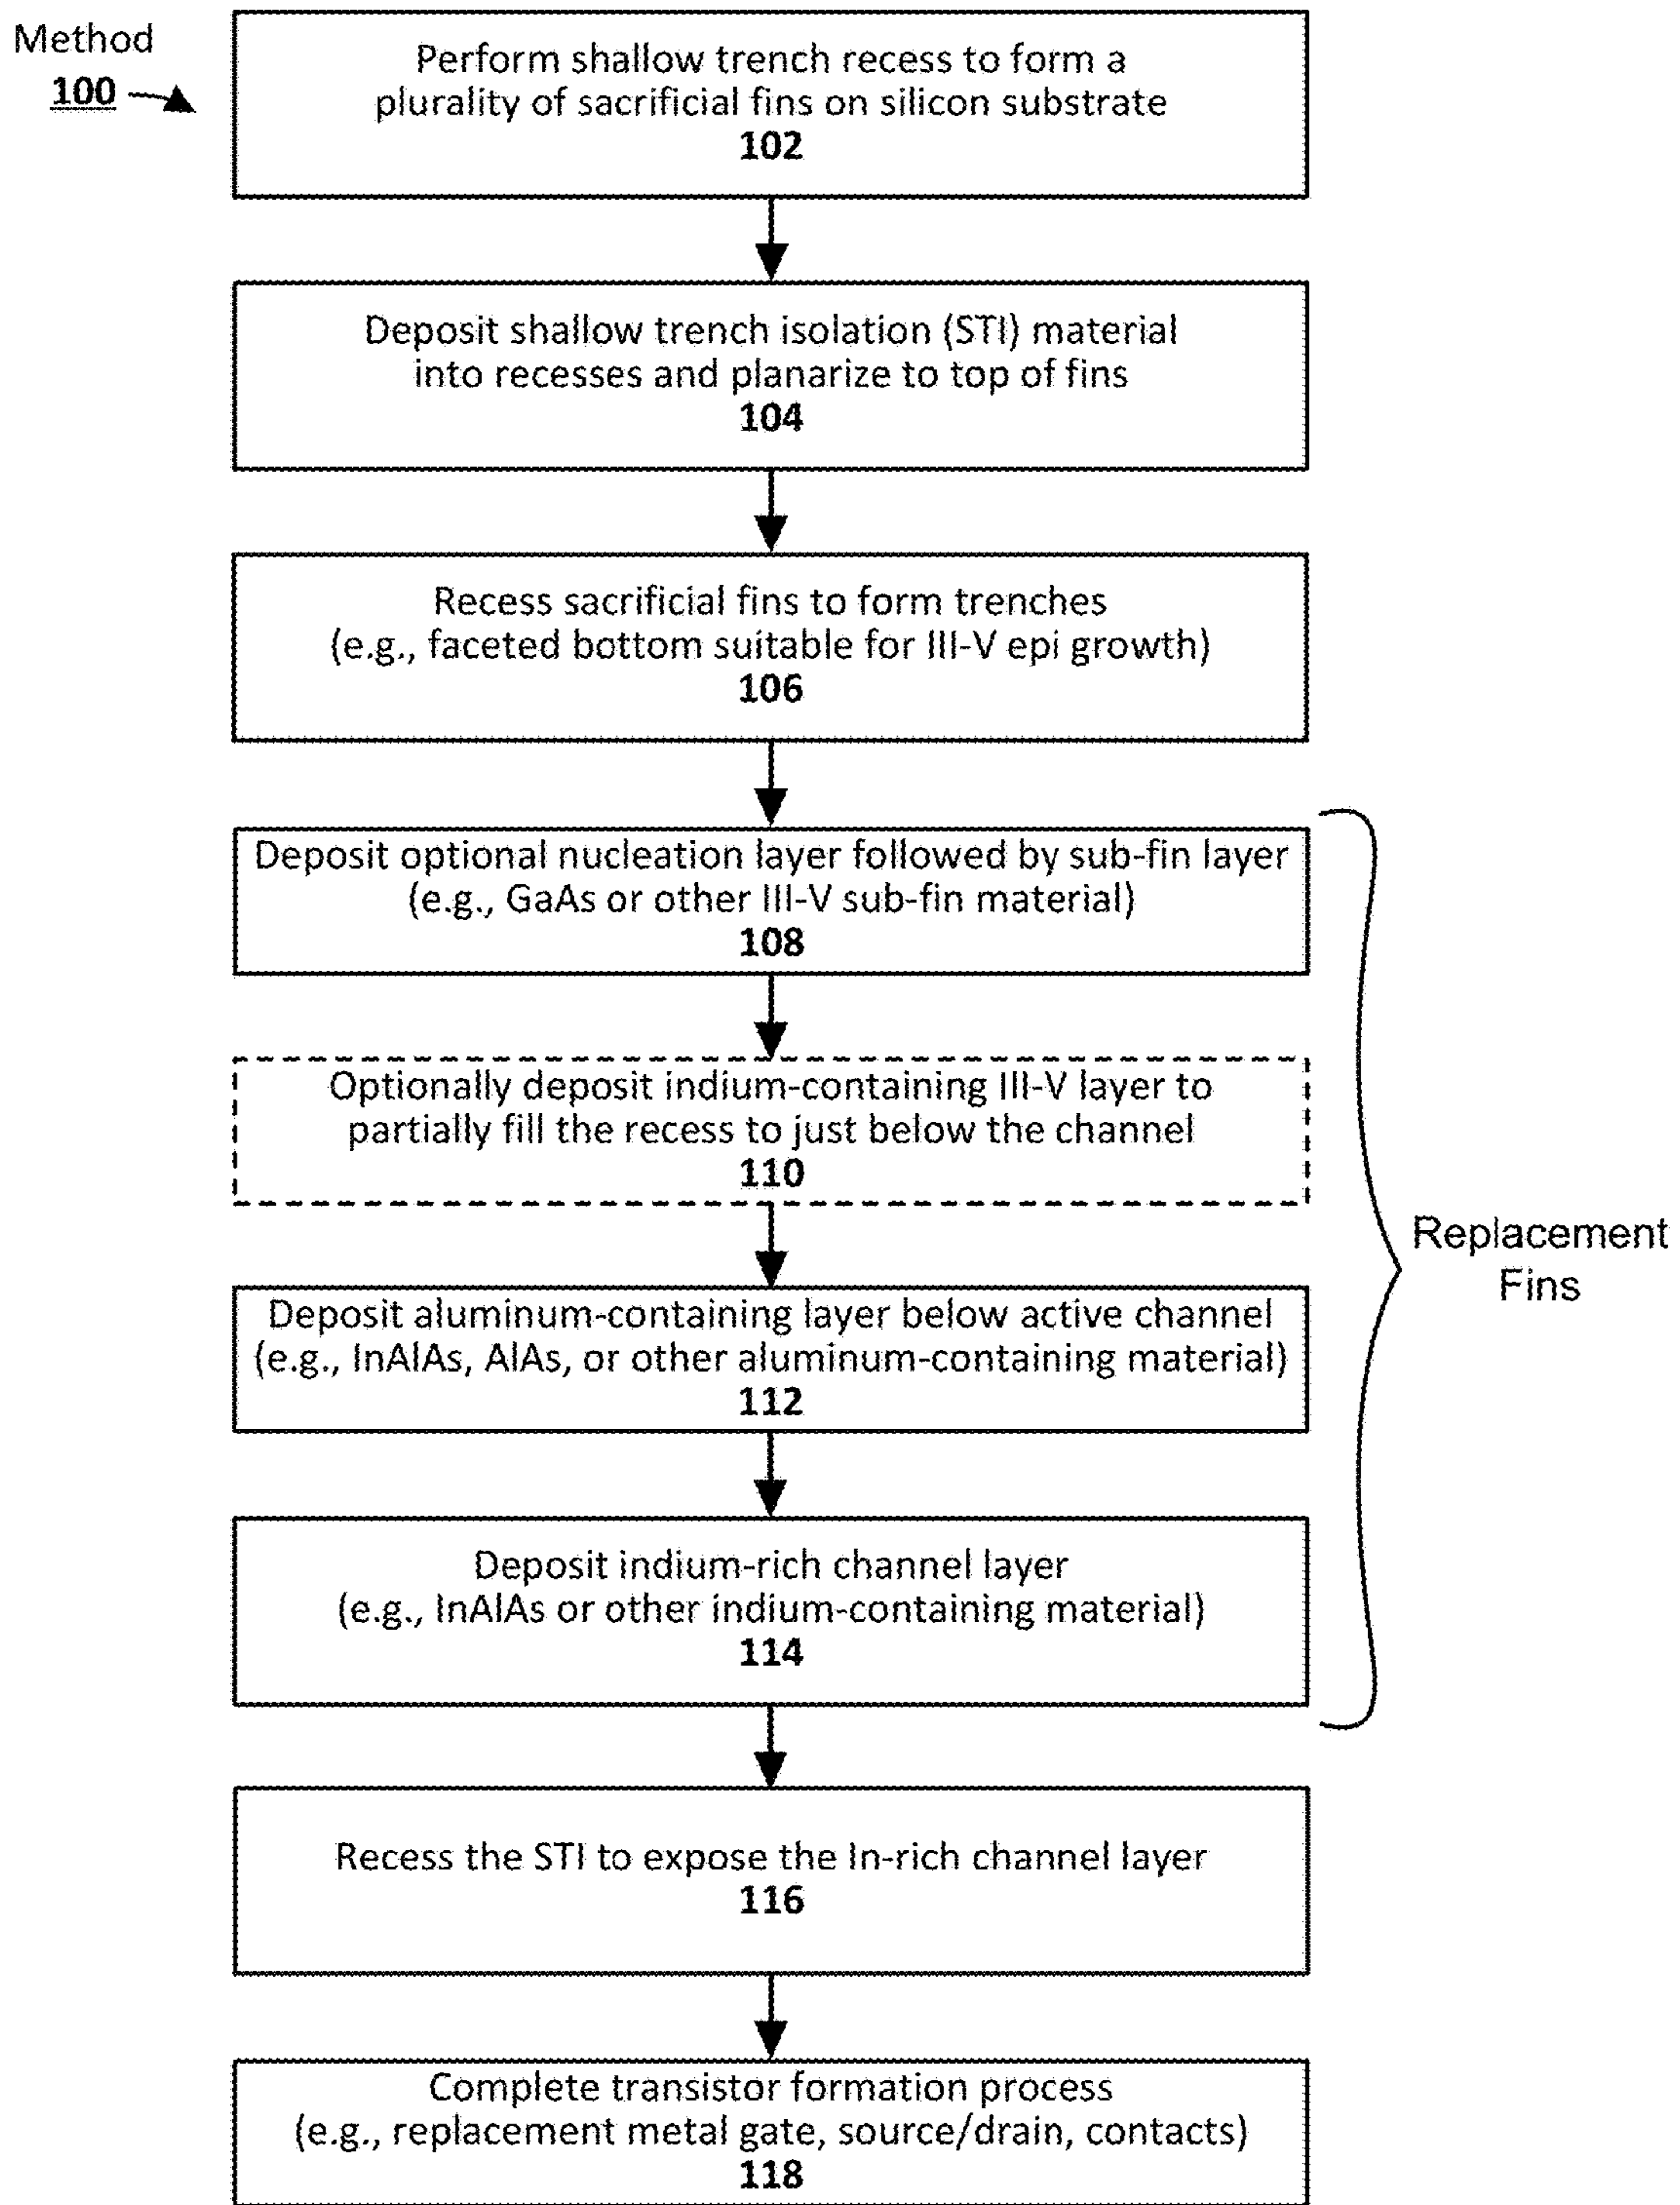 Method
100
Perform shallow trench recess to form a
plurality of sacrificial fins on silicon substrate
102
Deposit shallow trench isolation (STI) material
into recesses and planarize to top of fins
104
Recess sacrificial fins to form trenches
(e.g., faceted bottom suitable for III-V epi growth)
106
Deposit optional nucleation layer followed by sub-fin layer
(e.g., GaAs or other III-V sub-fin material)
108
Optionally deposit indium-containing III-V layer to
partially fill the recess to just below the channel
110
Replacement
Fins
Deposit aluminum-containing layer below active channel
(e.g., InAlAs, AlAs, or other aluminum-containing material)
112
Deposit indium-rich channel layer
(e.g., InAlAs or other indium-containing material)
114
Recess the STI to expose the In-rich channel layer
116
Complete transistor formation process
(e.g., replacement metal gate, source/drain, contacts)
118